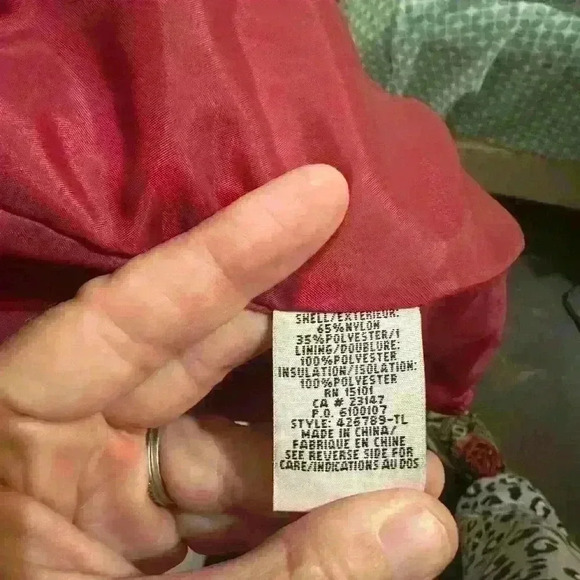 SHELL/EXTERIEUR:
65%NYLON
35%POLYESTER/1
LINING/DOUBLURE:
100%POLYESTER
INSULATION/ISOLATION:
100%POLYESTER
RN 15101
CA # 23147
P.O. 6100107
STYLE: 426789-TL
MADE IN CHINA/
FABRIQUE EN CHINE
SEE REVERSE SIDE FOR
CARE/INDICATIONS AU DOS